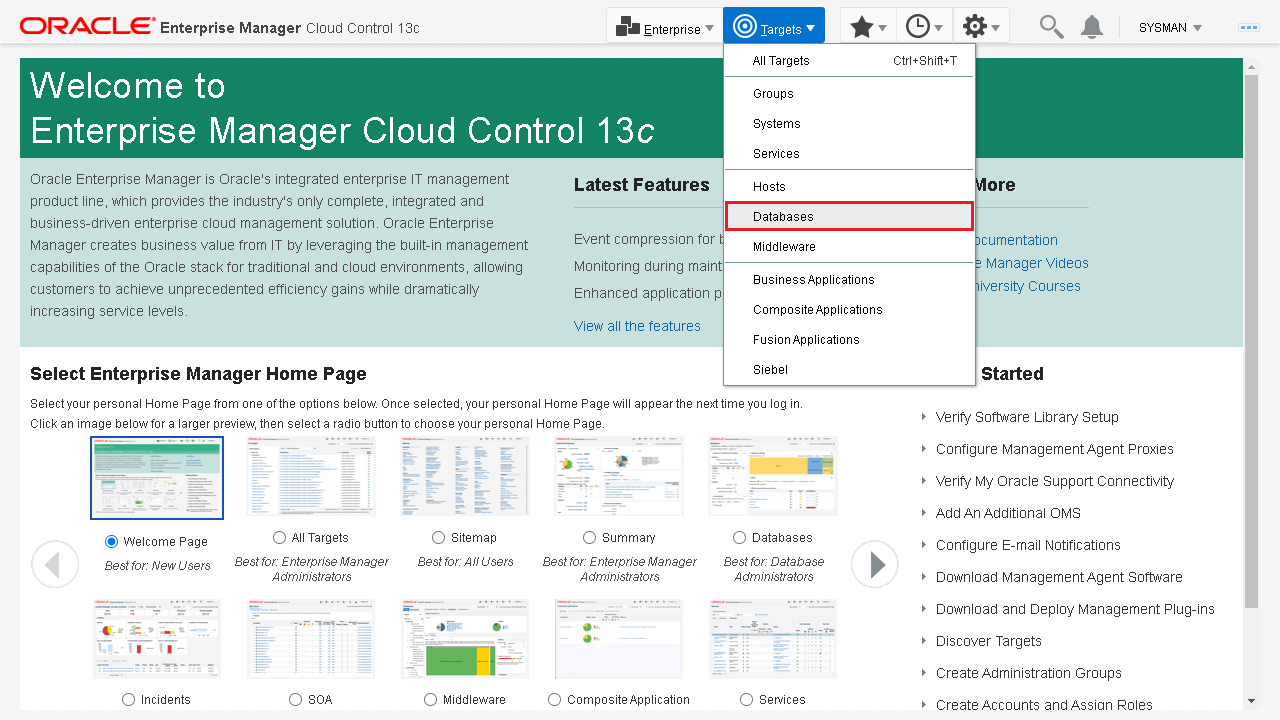 ORACLE Enterprise Manager Cloud Control 13c
Enterprise
Targets
SYSMAN
All Targets Ctrl+Shift+T
Groups
Systems
Services
Hosts
Databases
Middleware
Business Applications
Composite Applications
Fusion Applications
Siebel
Welcome to
Enterprise Manager Cloud Control 13c
Oracle Enterprise Manager is Oracle's integrated enterprise IT management
product line, which provides the industry's only complete, integrated and
business-driven enterprise cloud management solution. Oracle Enterprise
Manager creates business value from IT by leveraging the built-in management
capabilities of the Oracle stack for traditional and cloud environments, allowing
customers to achieve unprecedented efficiency gains while dramatically
increasing service levels.
Latest Features
Event compression for
Monitoring during
Enhanced application
View all the features
More
Manager Videos
Courses
Select Enterprise Manager Home Page
Select your personal Home Page from one of the options below. Once selected, your personal Home Page will appear the next time you log in.
Click an image below for a larger preview, then select a radio button to choose your personal Home Page.
Welcome Page
Best for: New Users
All Targets
Best for: Enterprise Manager
Administrators
Sitemap
Best for: All Users
Summary
Best for: Enterprise Manager
Administrators
Databases
Best for: Database
Administrators
Incidents
SOA
Middleware
Composite Application
Services
Started
Verify Software Library Setup
Configure Management Agent Proxies
Verify My Oracle Support Connectivity
Add An Additional OMS
Configure E-mail Notifications
Download Management Agent Software
Download and Deploy Management Plug-Ins
Discover Targets
Create Administration Groups
Create Accounts and Assign Roles